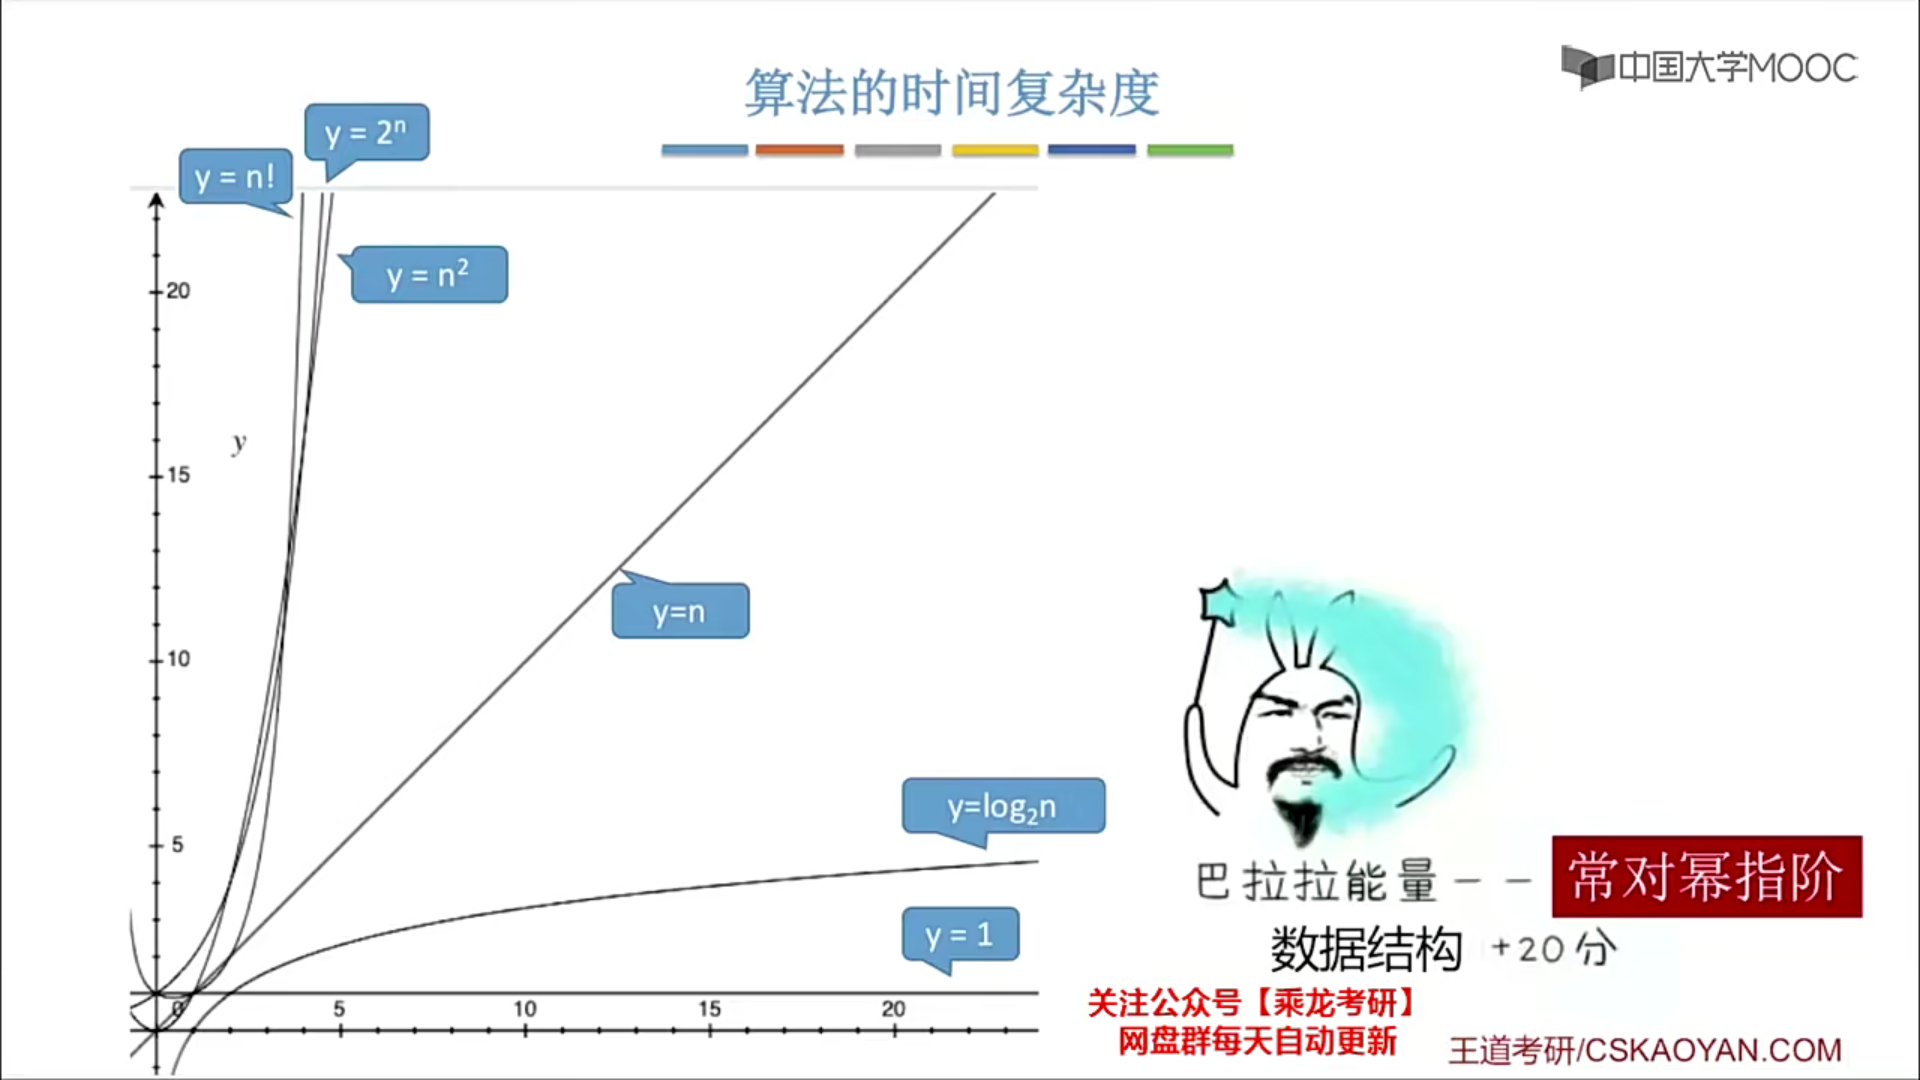 中国大学MOOC
算法的时间复杂度
y = 2ⁿ
y = n!
y = n²
20
y
15
y=n
10
y=log₂n
5
y = 1
0
5
10
15
20
巴拉拉能量－－ 常对幂指阶
数据结构 +20分
关注公众号【乘龙考研】
网盘群每天自动更新
王道考研/CSKAOYAN.COM